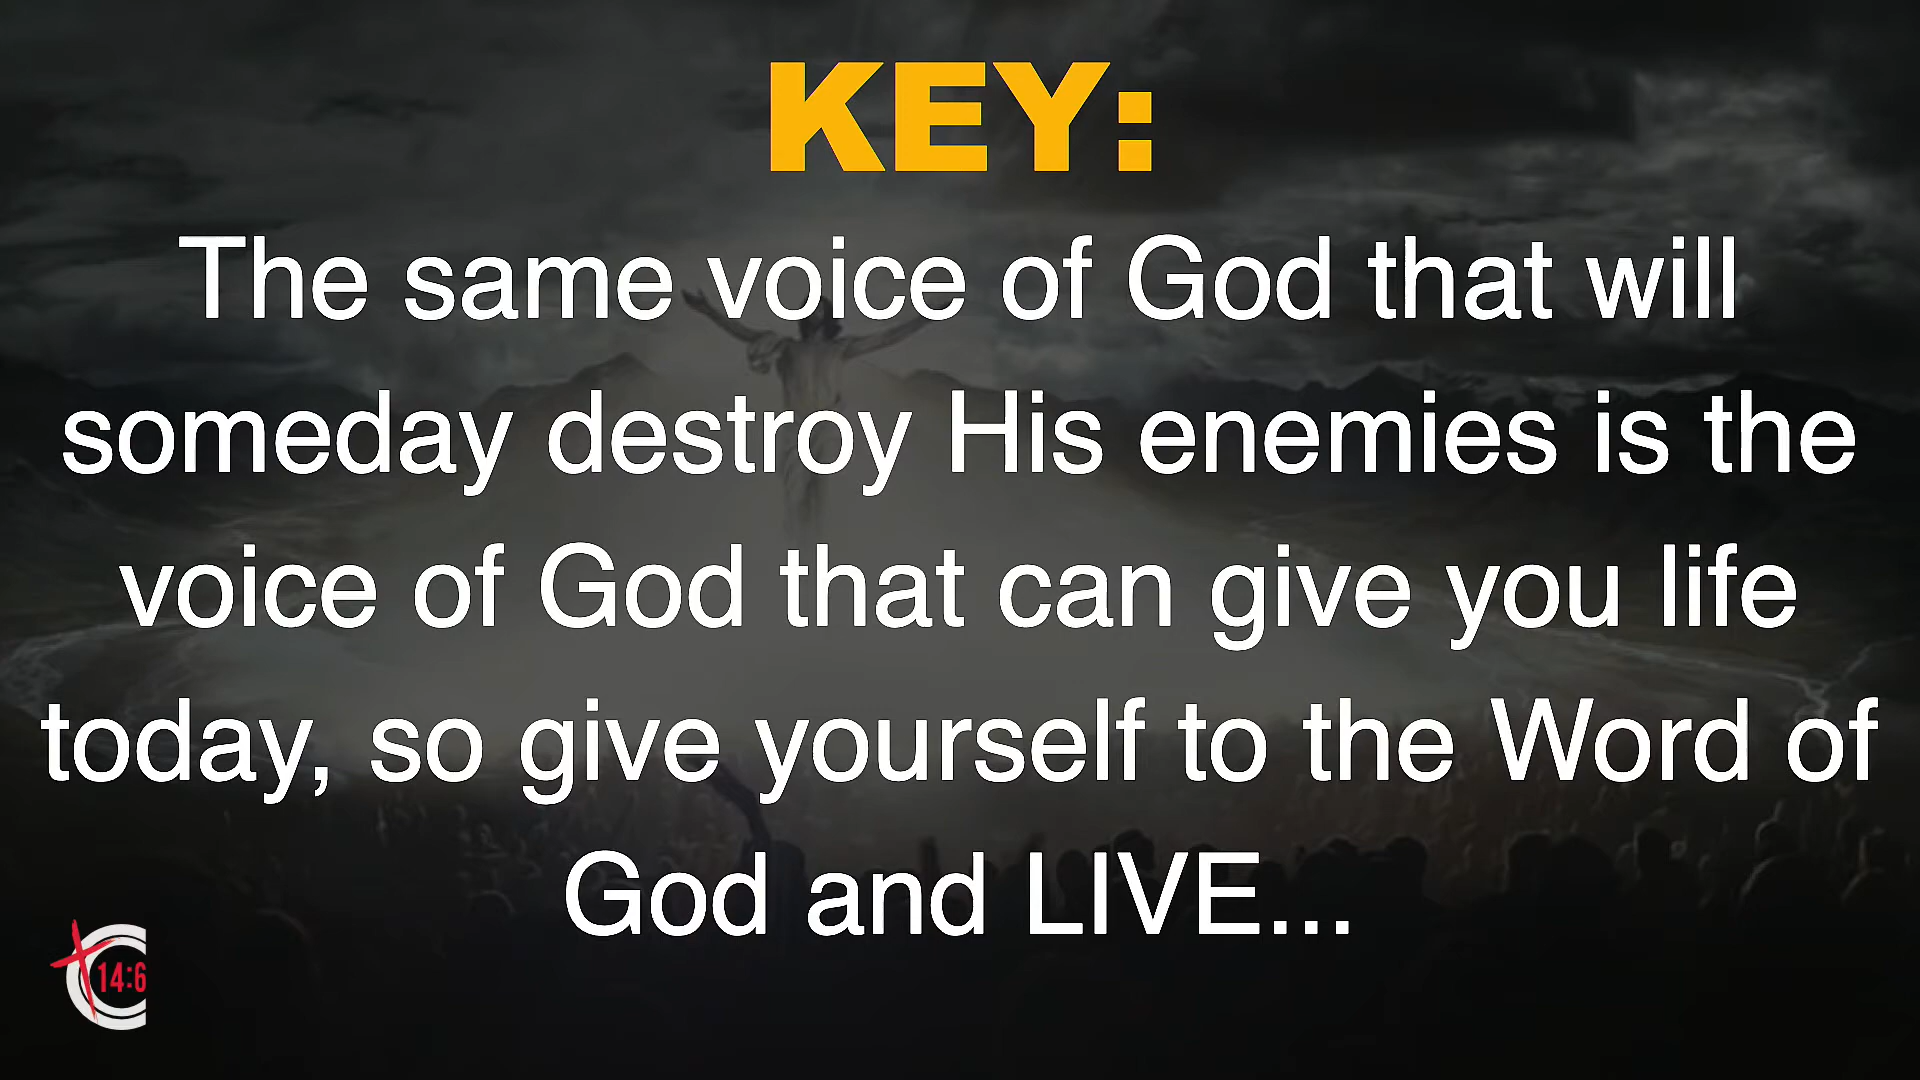 KEY:
The same voice of God that will
someday destroy His enemies is the
voice of God that can give you life
today, so give yourself to the Word of
God and LIVE...
14:6